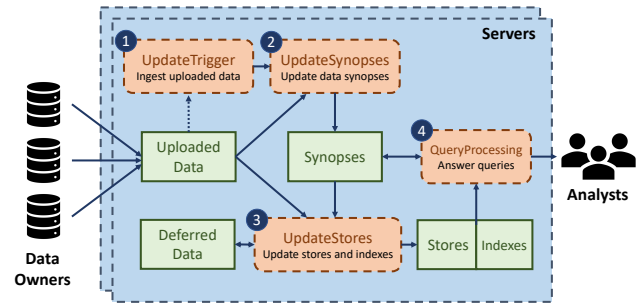 Servers
1
UpdateTrigger
Ingest uploaded data
2
UpdateSynopses
Update data synopses
Uploaded
Data
Synopses
4
QueryProcessing
Answer queries
Analysts
Data
Owners
Deferred
Data
3
UpdateStores
Update stores and indexes
Stores
Indexes